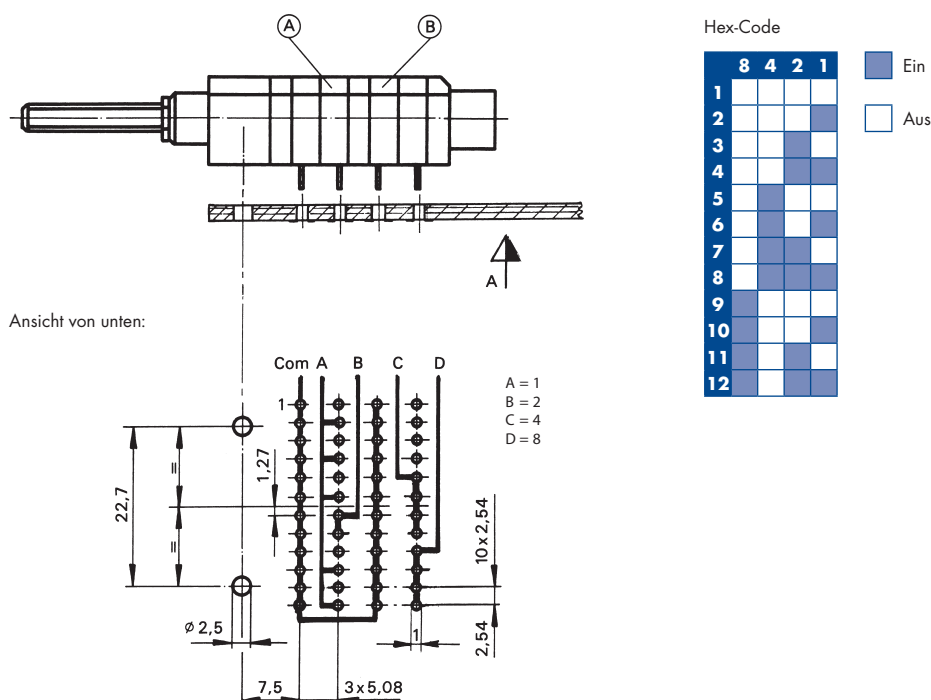 A
B
A
Hex-Code
8 4 2 1
1
2
3
4
5
6
7
8
9
10
11
12
Ein
Aus
Ansicht von unten:
Com A B C D
1
A = 1
B = 2
C = 4
D = 8
22,7
=
=
1,27
10 x 2,54
2,54
ø 2,5
1
7,5
3 x 5,08